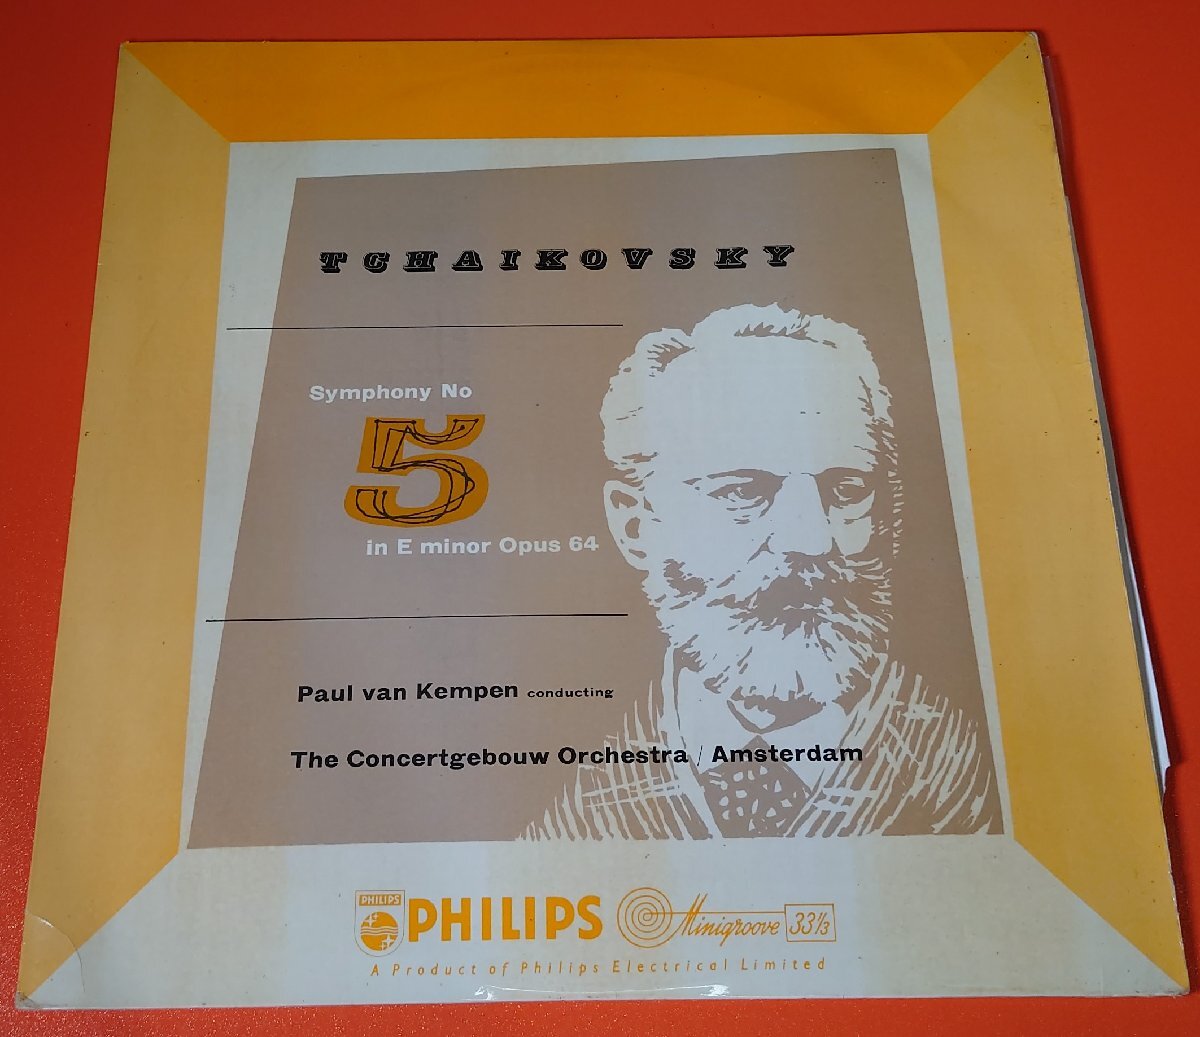 TCHAIKOVSKY
Symphony No
5
in E minor Opus 64
Paul van Kempen conducting
The Concertgebouw Orchestra / Amsterdam
PHILIPS
PHILIPS Minigroove 33⅓
A Product of Philips Electrical Limited